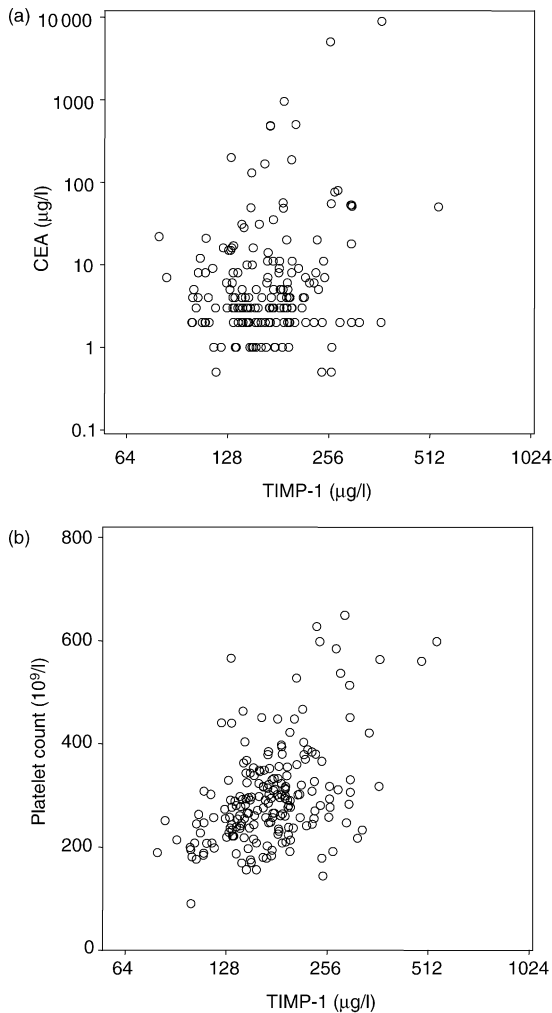 (a)
10 000
1000
100
10
1
0.1
CEA (μg/l)
64 128 256 512 1024
TIMP-1 (μg/l)
(b)
800
600
400
200
0
Platelet count (10⁹/l)
64 128 256 512 1024
TIMP-1 (μg/l)